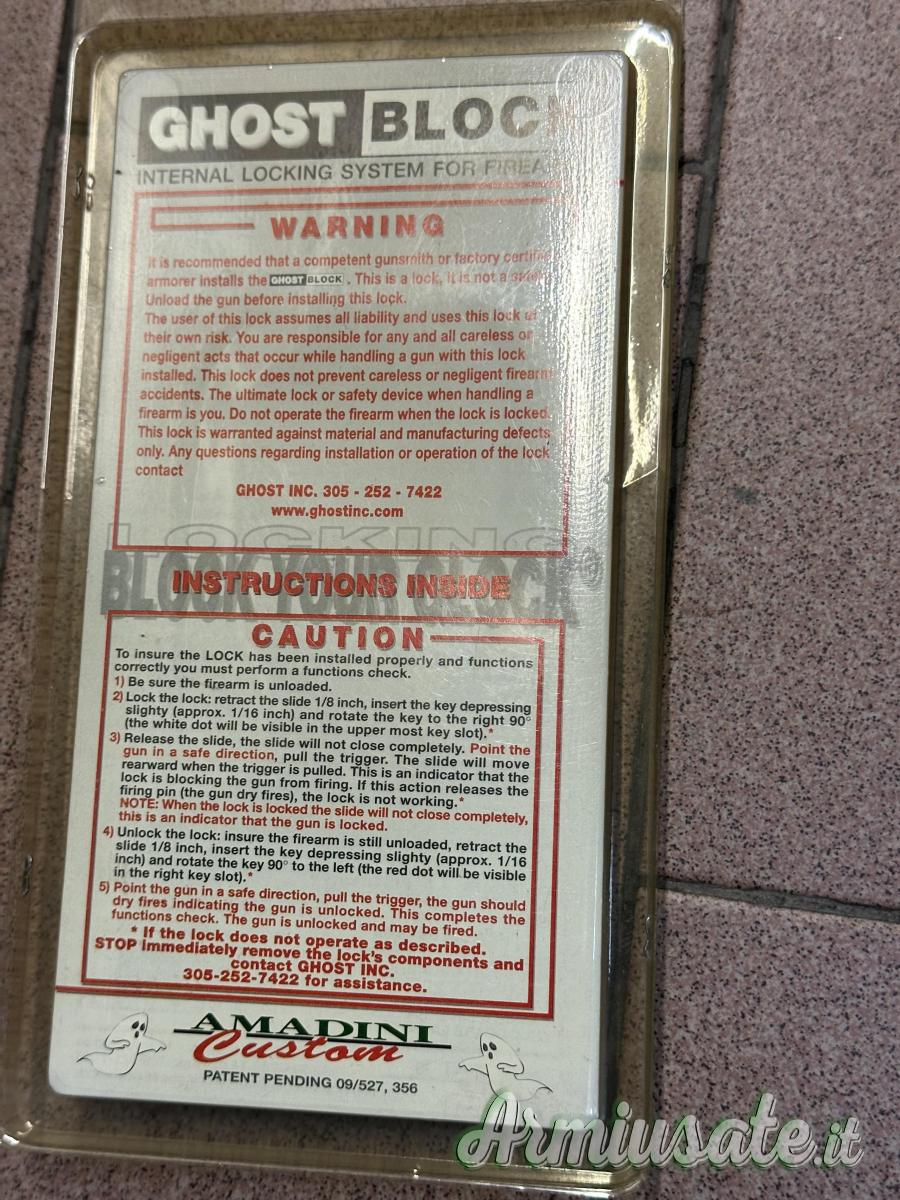 GHOST BLOCK
INTERNAL LOCKING SYSTEM FOR
WARNING
It is recommended that a competent gunsmith or factory
armorer installs the GHOST BLOCK. This is a lock, it is not a
Unload the gun before installing this lock.
The user of this lock assumes all liability and uses this lock at
their own risk. You are responsible for any and all careless or
negligent acts that occur while handling a gun with this lock
installed. This lock does not prevent careless or negligent firearm
accidents. The ultimate lock or safety device when handling a
firearm is you. Do not operate the firearm when the lock is locked.
This lock is warranted against material and manufacturing defects
only. Any questions regarding installation or operation of the lock
contact
GHOST INC. 305 - 252 - 7422
www.ghostinc.com
LOCKING
BLOCK YOUR GLOCK®
INSTRUCTIONS INSIDE
CAUTION
To insure the LOCK has been installed properly and functions
correctly you must perform a functions check.
1) Be sure the firearm is unloaded.
2) Lock the lock: retract the slide 1/8 inch, insert the key depressing
slighty (approx. 1/16 inch) and rotate the key to the right 90°
(the white dot will be visible in the upper most key slot).*
3) Release the slide, the slide will not close completely. Point the
gun in a safe direction, pull the trigger. The slide will move
rearward when the trigger is pulled. This is an indicator that the
lock is blocking the gun from firing. If this action releases the
firing pin (the gun dry fires), the lock is not working.*
NOTE: When the lock is locked the slide will not close completely,
this is an indicator that the gun is locked.
4) Unlock the lock: insure the firearm is still unloaded, retract the
slide 1/8 inch, insert the key depressing slighty (approx. 1/16
inch) and rotate the key 90° to the left (the red dot will be visible
in the right key slot).*
5) Point the gun in a safe direction, pull the trigger, the gun should
dry fires indicating the gun is unlocked. This completes the
functions check. The gun is unlocked and may be fired.
* If the lock does not operate as described.
STOP immediately remove the lock's components and
contact GHOST INC.
305-252-7422 for assistance.
AMADINI
Custom
PATENT PENDING 09/527, 356
Armiusate.it